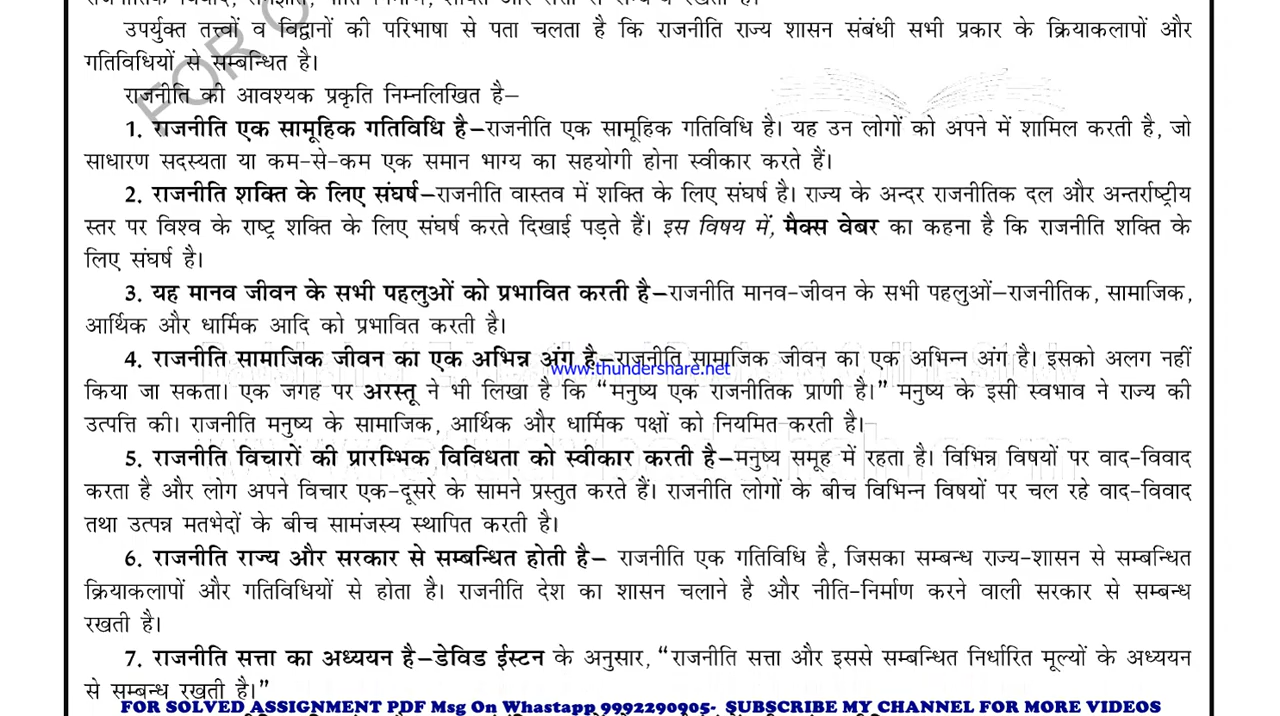 उपर्युक्त तत्त्वों व विद्वानों की परिभाषा से पता चलता है कि राजनीति राज्य शासन संबंधी सभी प्रकार के क्रियाकलापों और
गतिविधियों से सम्बन्धित है।
राजनीति की आवश्यक प्रकृति निम्नलिखित है–
1. राजनीति एक सामूहिक गतिविधि है–राजनीति एक सामूहिक गतिविधि है। यह उन लोगों को अपने में शामिल करती है, जो
साधारण सदस्यता या कम-से-कम एक समान भाग्य का सहयोगी होना स्वीकार करते हैं।
2. राजनीति शक्ति के लिए संघर्ष–राजनीति वास्तव में शक्ति के लिए संघर्ष है। राज्य के अन्दर राजनीतिक दल और अन्तर्राष्ट्रीय
स्तर पर विश्व के राष्ट्र शक्ति के लिए संघर्ष करते दिखाई पड़ते हैं। इस विषय में, मैक्स वेबर का कहना है कि राजनीति शक्ति के
लिए संघर्ष है।
3. यह मानव जीवन के सभी पहलुओं को प्रभावित करती है–राजनीति मानव-जीवन के सभी पहलुओं–राजनीतिक, सामाजिक,
आर्थिक और धार्मिक आदि को प्रभावित करती है।
4. राजनीति सामाजिक जीवन का एक अभिन्न अंग है–राजनीति सामाजिक जीवन का एक अभिन्न अंग है। इसको अलग नहीं
www.thundershare.net
किया जा सकता। एक जगह पर अरस्तू ने भी लिखा है कि “मनुष्य एक राजनीतिक प्राणी है।” मनुष्य के इसी स्वभाव ने राज्य की
उत्पत्ति की। राजनीति मनुष्य के सामाजिक, आर्थिक और धार्मिक पक्षों को नियमित करती है।
5. राजनीति विचारों की प्रारम्भिक विविधता को स्वीकार करती है–मनुष्य समूह में रहता है। विभिन्न विषयों पर वाद-विवाद
करता है और लोग अपने विचार एक-दूसरे के सामने प्रस्तुत करते हैं। राजनीति लोगों के बीच विभिन्न विषयों पर चल रहे वाद-विवाद
तथा उत्पन्न मतभेदों के बीच सामंजस्य स्थापित करती है।
6. राजनीति राज्य और सरकार से सम्बन्धित होती है– राजनीति एक गतिविधि है, जिसका सम्बन्ध राज्य-शासन से सम्बन्धित
क्रियाकलापों और गतिविधियों से होता है। राजनीति देश का शासन चलाने है और नीति-निर्माण करने वाली सरकार से सम्बन्ध
रखती है।
7. राजनीति सत्ता का अध्ययन है–डेविड ईस्टन के अनुसार, “राजनीति सत्ता और इससे सम्बन्धित निर्धारित मूल्यों के अध्ययन
से सम्बन्ध रखती है।”
FOR SOLVED ASSIGNMENT PDF Msg On Whastapp 9992290905- SUBSCRIBE MY CHANNEL FOR MORE VIDEOS